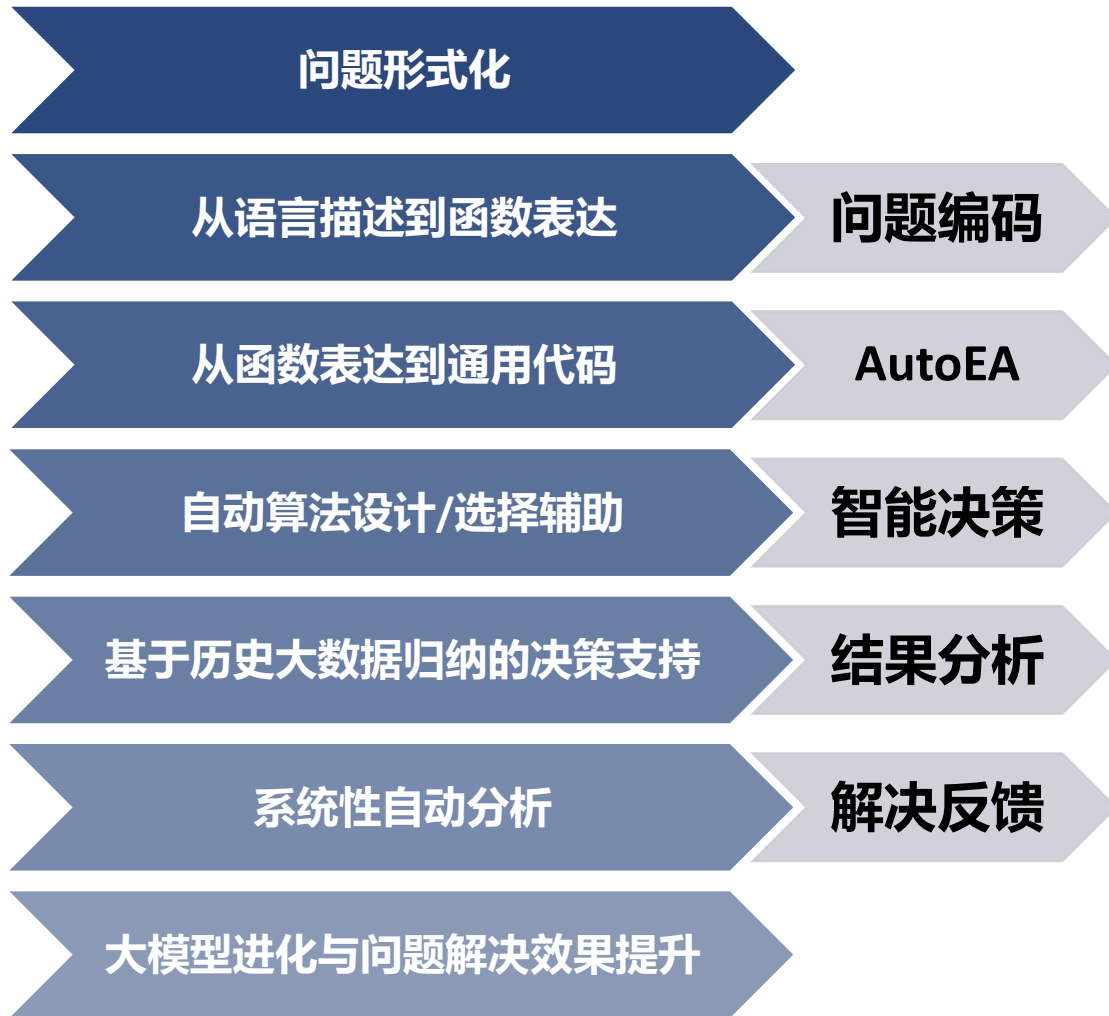 问题形式化
从语言描述到函数表达
问题编码
从函数表达到通用代码
AutoEA
自动算法设计/选择辅助
智能决策
基于历史大数据归纳的决策支持
结果分析
系统性自动分析
解决反馈
大模型进化与问题解决效果提升